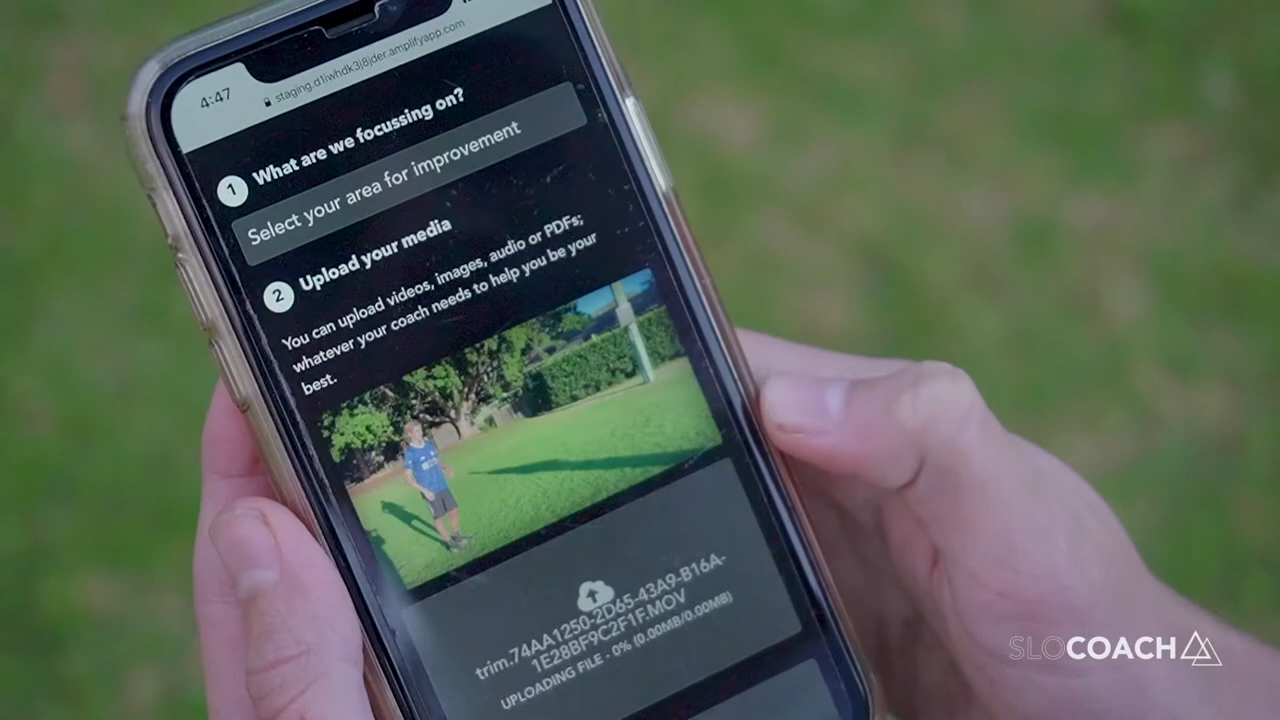 4:47
staging.d1iwhdk3j8jder.amplifyapp.com
1 What are we focussing on?
Select your area for improvement
2 Upload your media
You can upload videos, images, audio or PDFs;
whatever your coach needs to help you be your
best.
trim.74AA1250-2D65-43A9-B16A-
1E28BF9C2F1F.MOV
UPLOADING FILE - 0% (0.00MB/0.00MB)
SLOCOACH